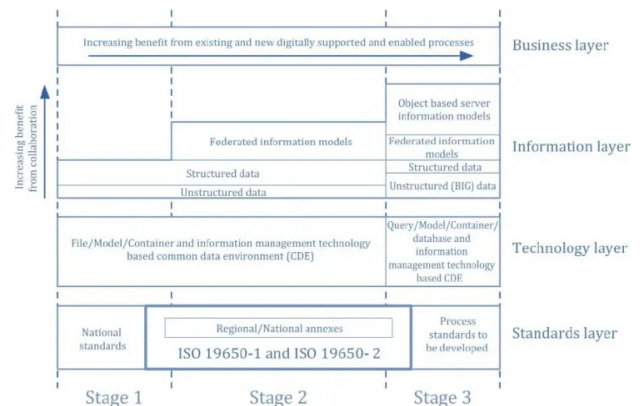 Increasing benefit from existing and new digitally supported and enabled processes
Business layer
Increasing benefit
from collaboration
Object based server
information models
Federated information models
Federated information
models
Information layer
Structured data
Structured data
Unstructured data
Unstructured (BIG) data
File/Model/Container and information management technology
based common data environment (CDE)
Query/Model/Container/
database and
information
management technology
based CDE
Technology layer
National
standards
Regional/National annexes
ISO 19650-1 and ISO 19650- 2
Process
standards to
be developed
Standards layer
Stage 1
Stage 2
Stage 3